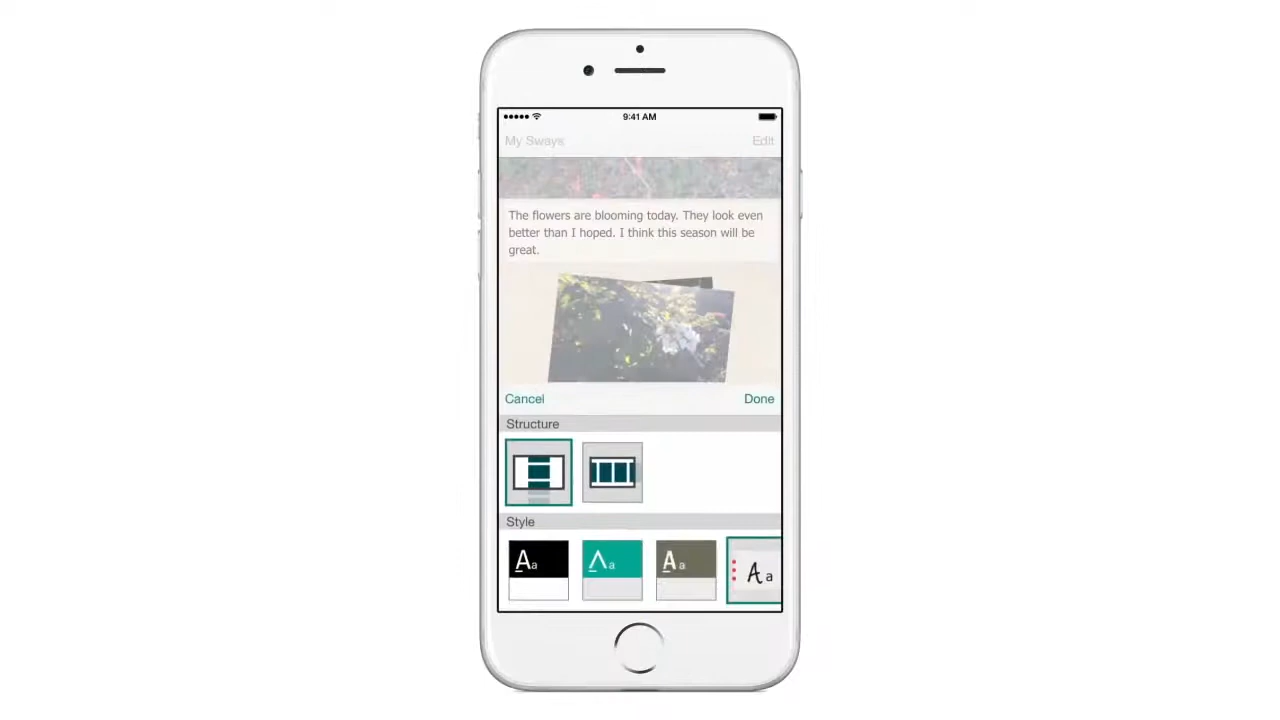 9:41 AM
My Sways
Edit
The flowers are blooming today. They look even
better than I hoped. I think this season will be
great.
Cancel
Done
Structure
Style
Aa
Aa
Aa
Aa